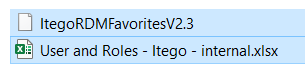 ItegoRDMFavoritesV2.3
User and Roles - Itego - internal.xlsx